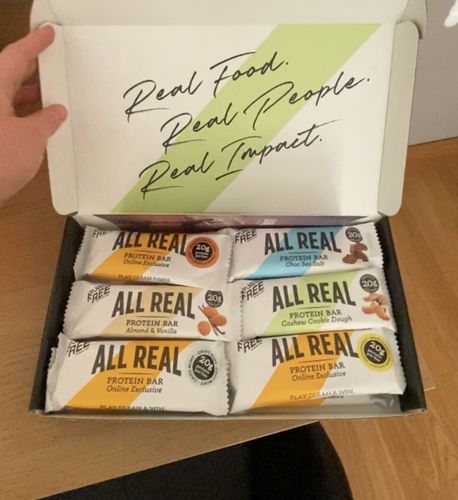 Real Food.
Real People.
Real Impact.
FREE
ALL REAL
PROTEIN BAR
Online Exclusive
20g
FREE
ALL REAL
PROTEIN BAR
Choc Sea Salt
20g
FREE
ALL REAL
PROTEIN BAR
Almond & Vanilla
20g
FREE
ALL REAL
PROTEIN BAR
Cashew Cookie Dough
20g
FREE
ALL REAL
PROTEIN BAR
Online Exclusive
20g
FREE
ALL REAL
PROTEIN BAR
Online Exclusive
20g